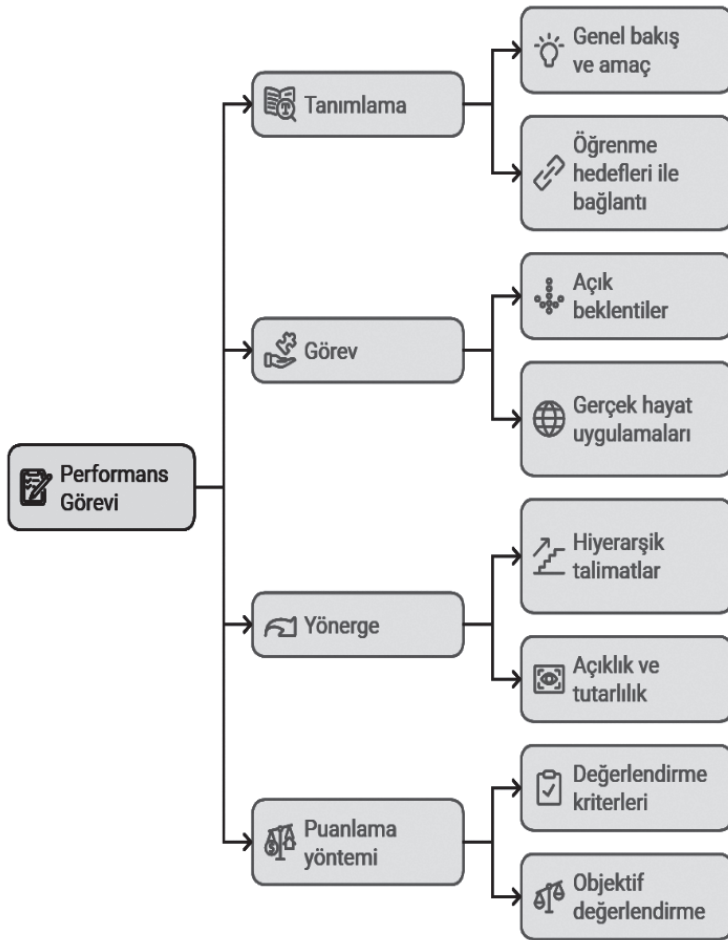 Performans
Görevi
Tanımlama
Genel bakış
ve amaç
Öğrenme
hedefleri ile
bağlantı
Görev
Açık
beklentiler
Gerçek hayat
uygulamaları
Yönerge
Hiyerarşik
talimatlar
Açıklık ve
tutarlılık
Puanlama
yöntemi
Değerlendirme
kriterleri
Objektif
değerlendirme